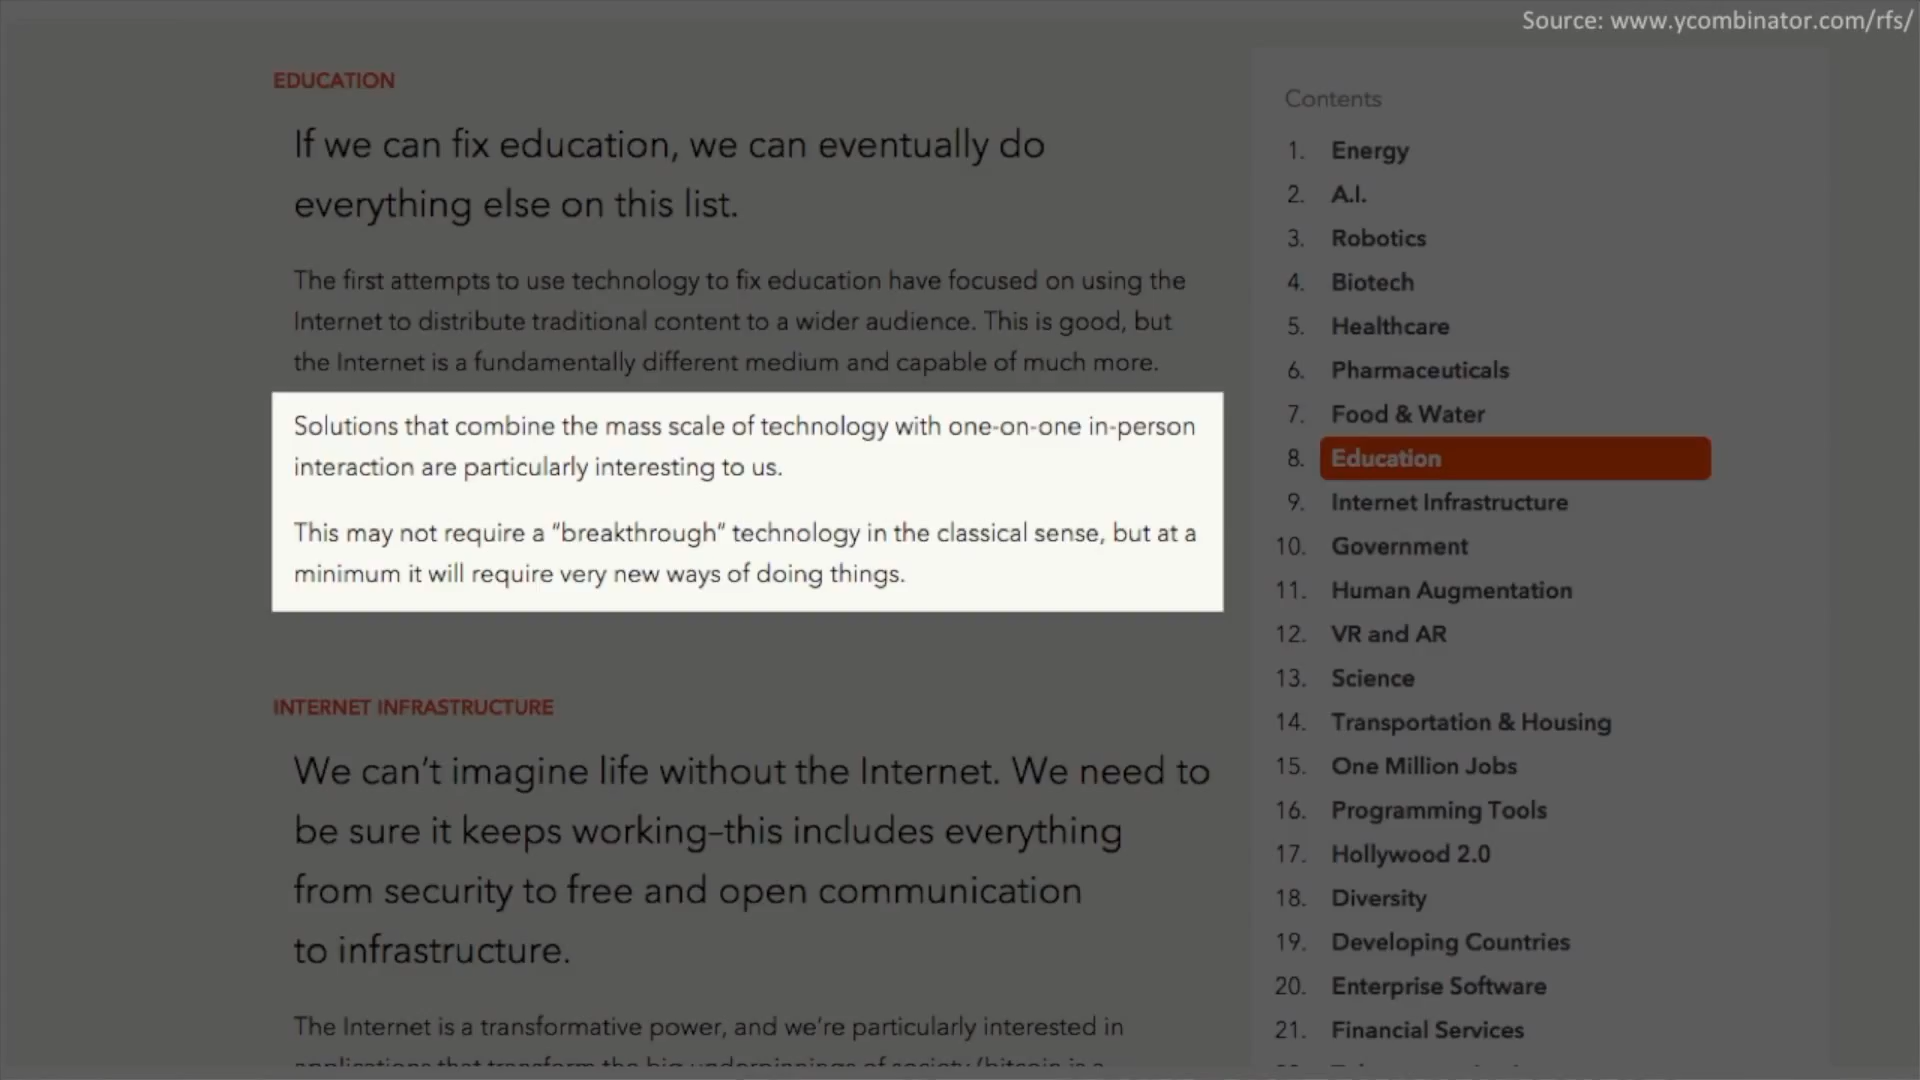 Source: www.ycombinator.com/rfs/
EDUCATION
If we can fix education, we can eventually do
everything else on this list.
The first attempts to use technology to fix education have focused on using the
Internet to distribute traditional content to a wider audience. This is good, but
the Internet is a fundamentally different medium and capable of much more.
Solutions that combine the mass scale of technology with one-on-one in-person
interaction are particularly interesting to us.
This may not require a “breakthrough” technology in the classical sense, but at a
minimum it will require very new ways of doing things.
INTERNET INFRASTRUCTURE
We can’t imagine life without the Internet. We need to
be sure it keeps working–this includes everything
from security to free and open communication
to infrastructure.
The Internet is a transformative power, and we’re particularly interested in
Contents
1. Energy
2. A.I.
3. Robotics
4. Biotech
5. Healthcare
6. Pharmaceuticals
7. Food & Water
8. Education
9. Internet Infrastructure
10. Government
11. Human Augmentation
12. VR and AR
13. Science
14. Transportation & Housing
15. One Million Jobs
16. Programming Tools
17. Hollywood 2.0
18. Diversity
19. Developing Countries
20. Enterprise Software
21. Financial Services